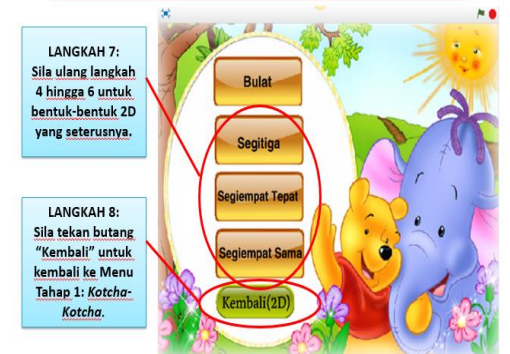 LANGKAH 7:
Sila ulang langkah
4 hingga 6 untuk
bentuk-bentuk 2D
yang seterusnya.
LANGKAH 8:
Sila tekan butang
“Kembali” untuk
kembali ke Menu
Tahap 1: Kotcha-
Kotcha.
Bulat
Segitiga
Segiempat Tepat
Segiempat Sama
Kembali(2D)